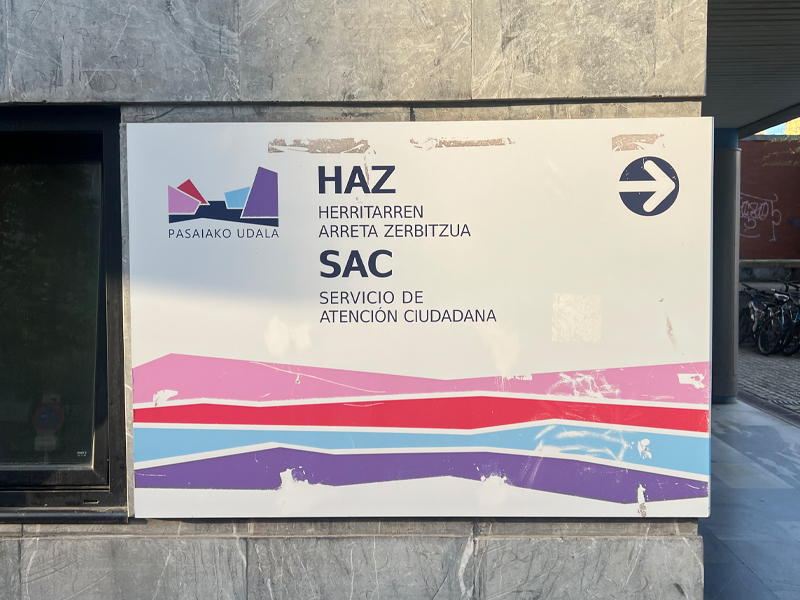 PASAIAKO UDALA
HAZ
HERRITARREN
ARRETA ZERBITZUA
SAC
SERVICIO DE
ATENCIÓN CIUDADANA